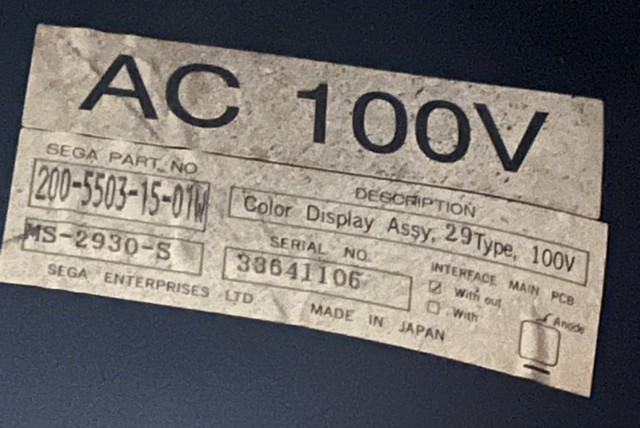 AC 100V
SEGA PART. NO
200-5503-15-01W
DESCRIPTION
Color Display Assy, 29Type, 100V
MS-2930-S
SERIAL NO.
38641106
INTERFACE MAIN PCB
With out
With
Anode
SEGA ENTERPRISES LTD
MADE IN JAPAN